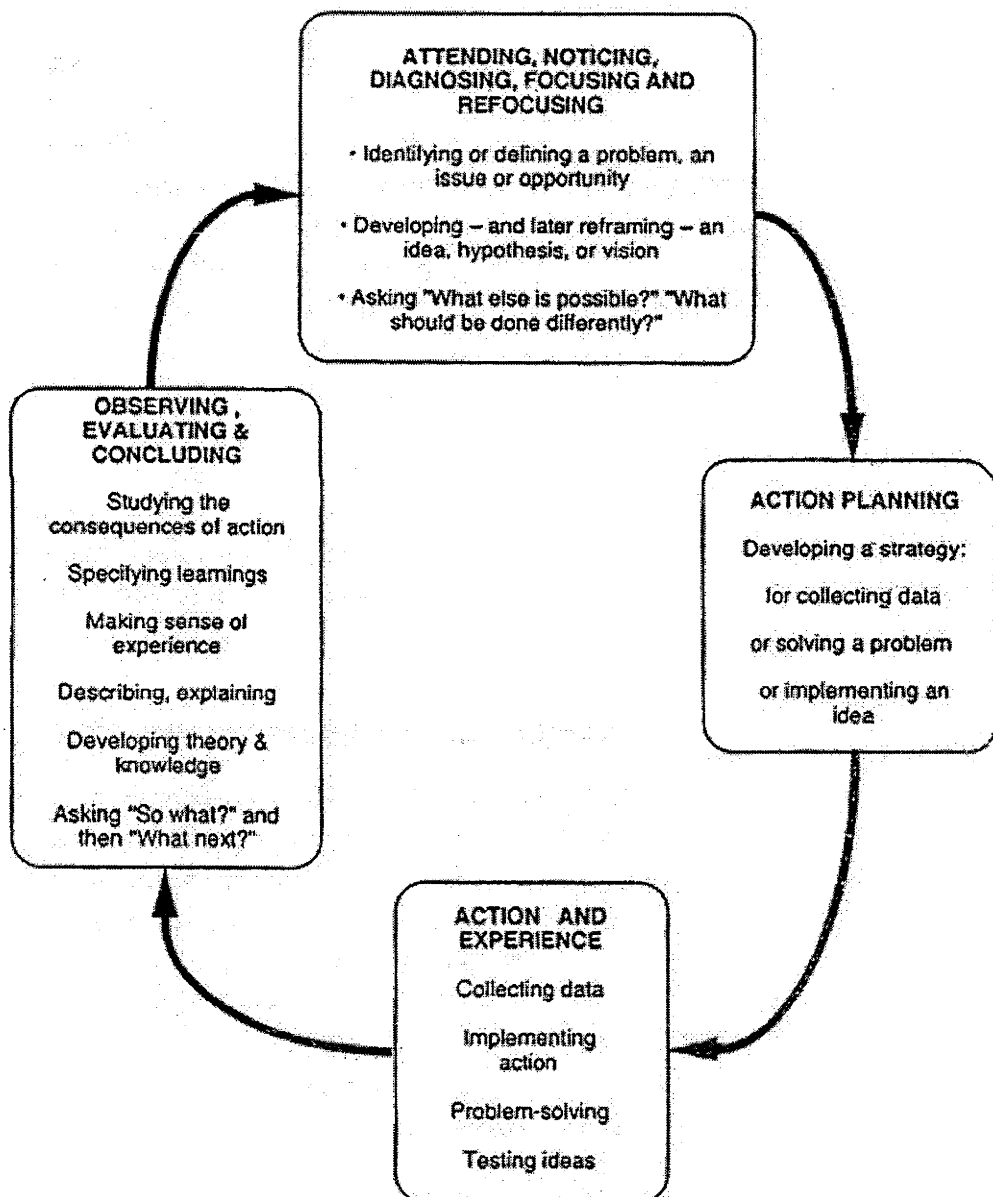 ATTENDING, NOTICING,
DIAGNOSING, FOCUSING AND
REFOCUSING
• Identifying or defining a problem, an
issue or opportunity
• Developing – and later reframing – an
idea, hypothesis, or vision
• Asking "What else is possible?" "What
should be done differently?"
ACTION PLANNING
Developing a strategy:
for collecting data
or solving a problem
or implementing an
idea
ACTION AND
EXPERIENCE
Collecting data
Implementing
action
Problem-solving
Testing ideas
OBSERVING ,
EVALUATING &
CONCLUDING
Studying the
consequences of action
Specifying learnings
Making sense of
experience
Describing, explaining
Developing theory &
knowledge
Asking "So what?" and
then "What next?"